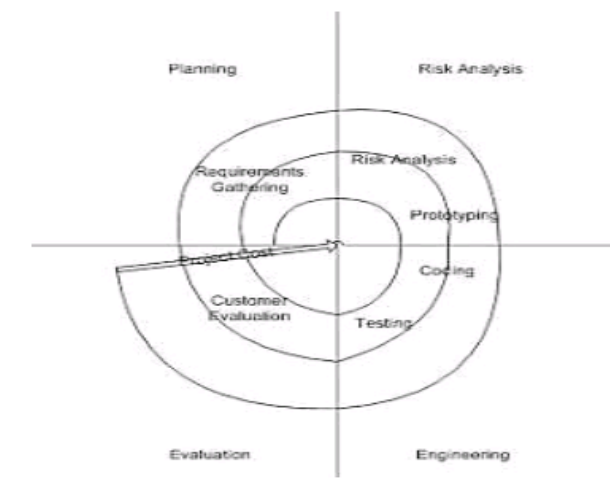 Planning
Risk Analysis
Risk Analysis
Requirements
Gathering
Prototyping
Project Cost
Coding
Customer
Evaluation
Testing
Evaluation
Engineering